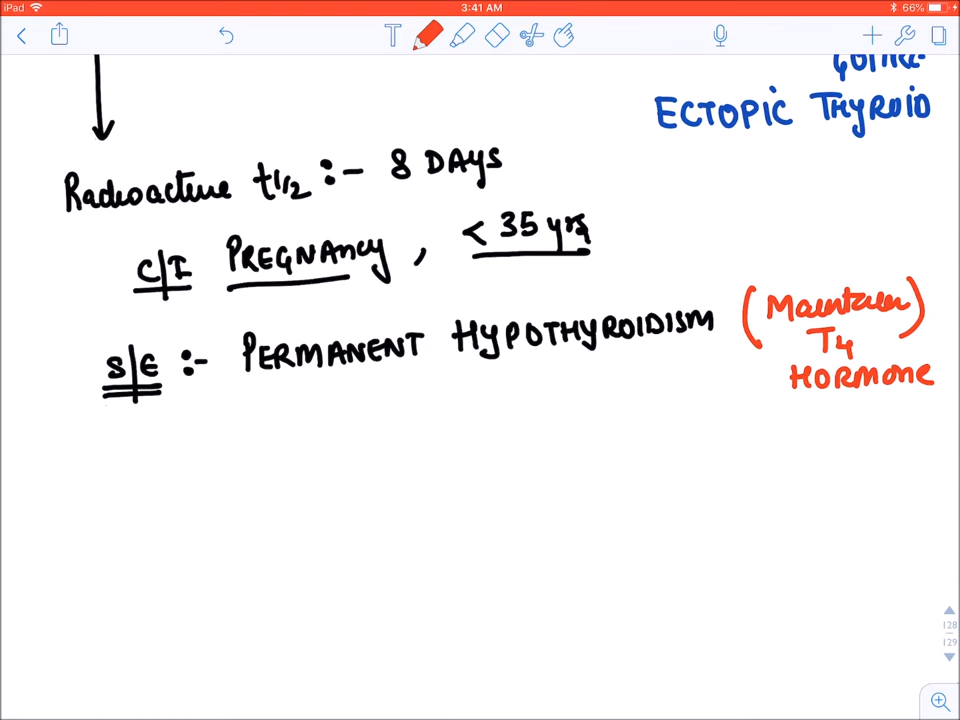 iPad 3:41 AM 66%
T
ECTOPIC THYROID
Radioactive t1/2 :- 8 DAYS
C/I PREGNANCY, < 35 yrs
S/E :- PERMANENT HYPOTHYROIDISM (Maintain)
T4
HORMONE
128
129